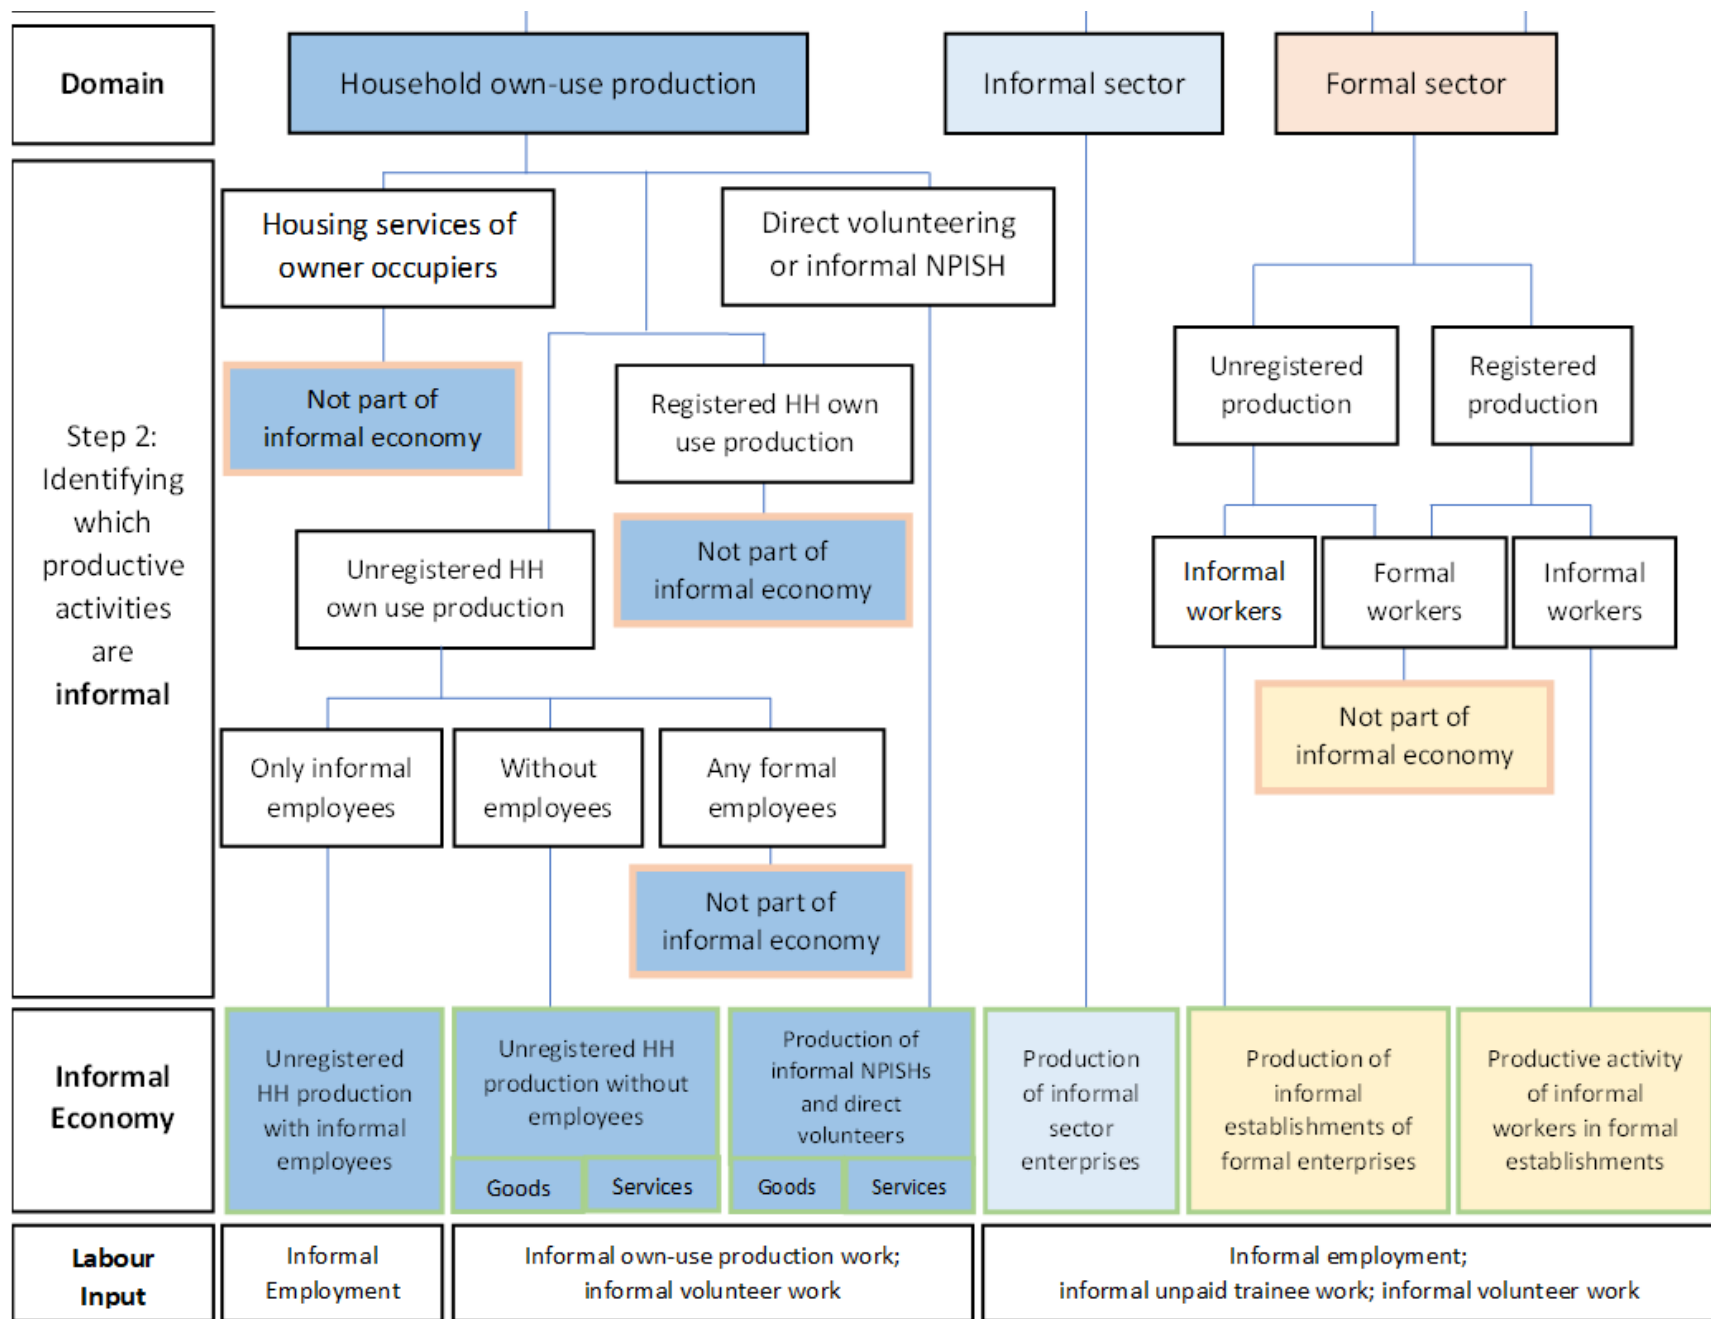 Domain
Household own-use production
Informal sector
Formal sector
Step 2:
Identifying
which
productive
activities
are
informal
Housing services of
owner occupiers
Direct volunteering
or informal NPISH
Not part of
informal economy
Registered HH own
use production
Unregistered
production
Registered
production
Not part of
informal economy
Unregistered HH
own use production
Informal
workers
Formal
workers
Informal
workers
Not part of
informal economy
Only informal
employees
Without
employees
Any formal
employees
Not part of
informal economy
Informal
Economy
Unregistered
HH production
with informal
employees
Unregistered HH
production without
employees
Goods
Services
Production of
informal NPISHs
and direct
volunteers
Goods
Services
Production
of informal
sector
enterprises
Production of
informal
establishments of
formal enterprises
Productive activity
of informal
workers in formal
establishments
Labour
Input
Informal
Employment
Informal own-use production work;
informal volunteer work
Informal employment;
informal unpaid trainee work; informal volunteer work